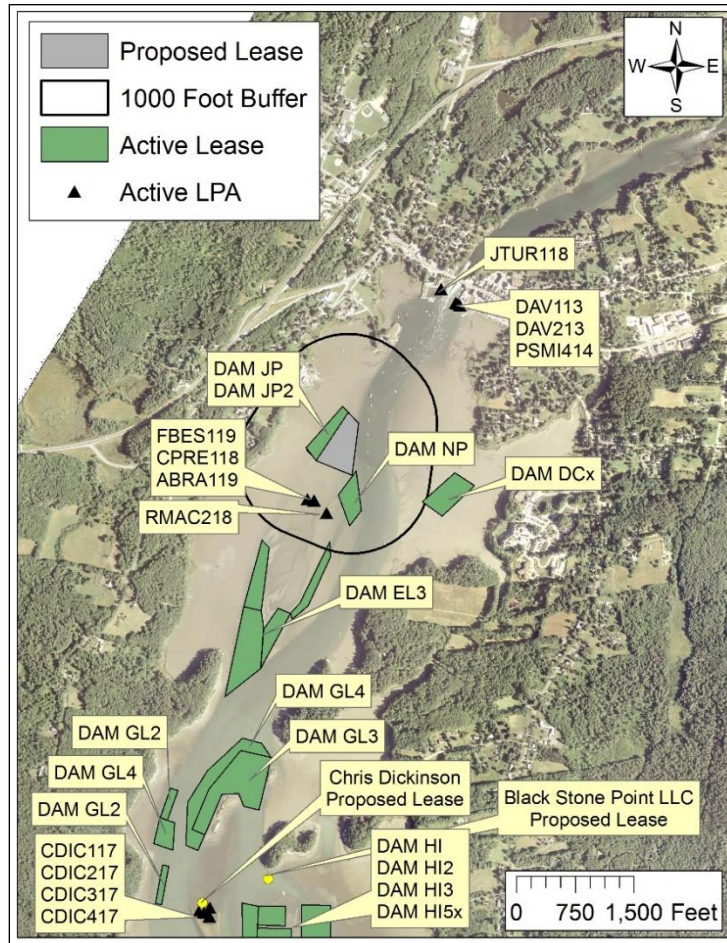 Proposed Lease
1000 Foot Buffer
Active Lease
Active LPA
N
W E
S
JTUR118
DAV113
DAV213
PSMI414
DAM JP
DAM JP2
FBES119
CPRE118
ABRA119
DAM NP
DAM DCx
RMAC218
DAM EL3
DAM GL4
DAM GL3
DAM GL2
DAM GL4
DAM GL2
Chris Dickinson
Proposed Lease
Black Stone Point LLC
Proposed Lease
CDIC117
CDIC217
CDIC317
CDIC417
DAM HI
DAM HI2
DAM HI3
DAM HI5x
0 750 1,500 Feet